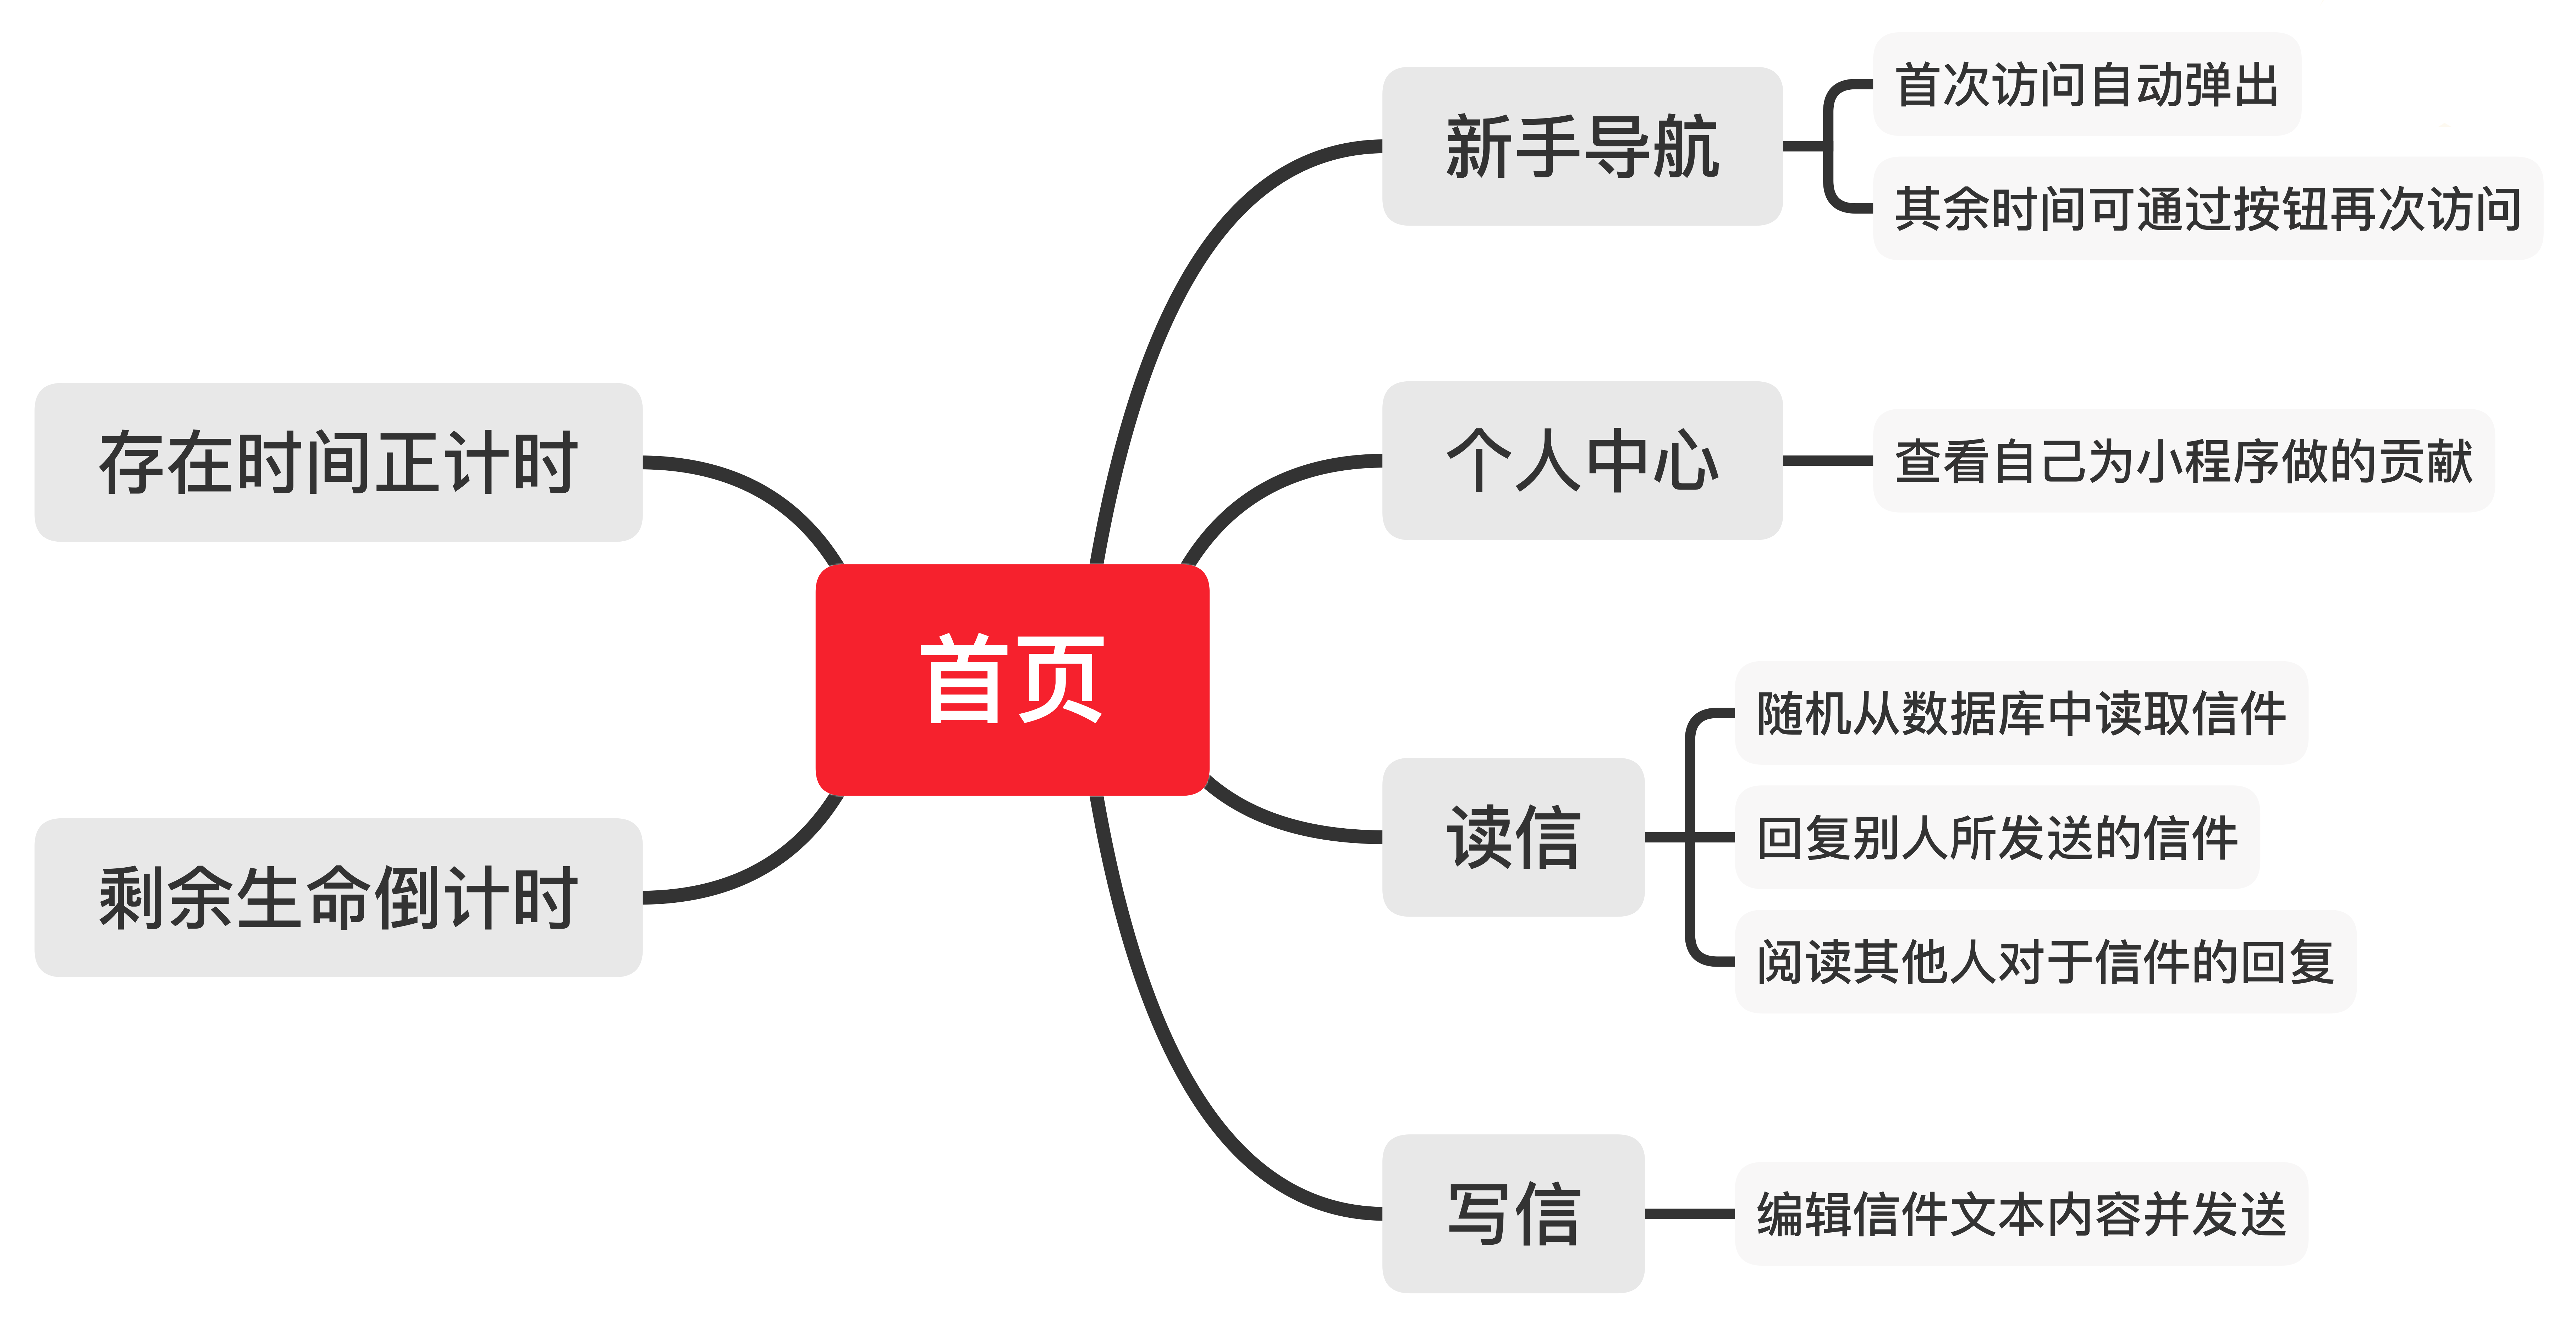 首页
新手导航
首次访问自动弹出
其余时间可通过按钮再次访问
个人中心
查看自己为小程序做的贡献
读信
随机从数据库中读取信件
回复别人所发送的信件
阅读其他人对于信件的回复
写信
编辑信件文本内容并发送
存在时间正计时
剩余生命倒计时